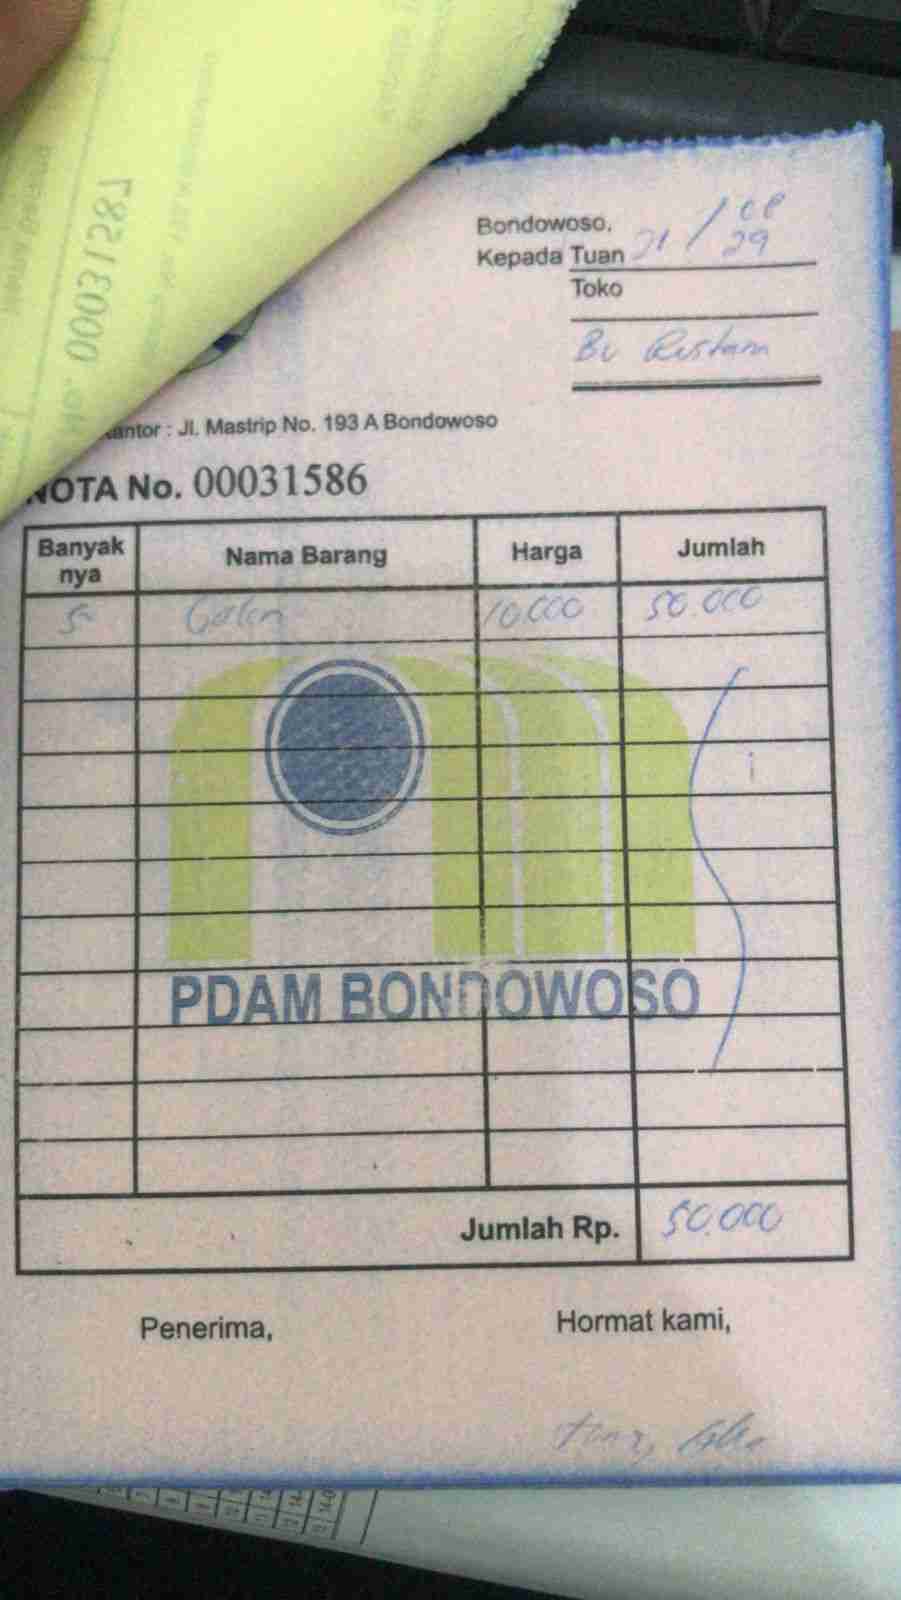 00031587
Bondowoso,
Kepada Tuan 21 / 08
29
Toko
Bu Rustam
Kantor : Jl. Mastrip No. 193 A Bondowoso
NOTA No. 00031586
Banyak nya Nama Barang Harga Jumlah
5 Galon 10.000 50.000
PDAM BONDOWOSO
Jumlah Rp. 50.000
Penerima, Hormat kami,